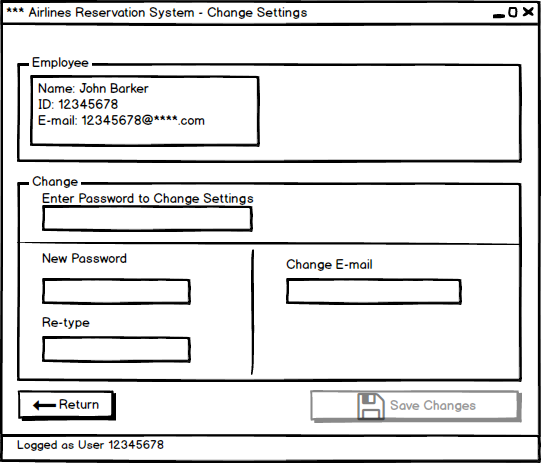 *** Airlines Reservation System - Change Settings
Employee
Name: John Barker
ID: 12345678
E-mail: 12345678@****.com
Change
Enter Password to Change Settings
New Password
Change E-mail
Re-type
Return
Save Changes
Logged as User 12345678